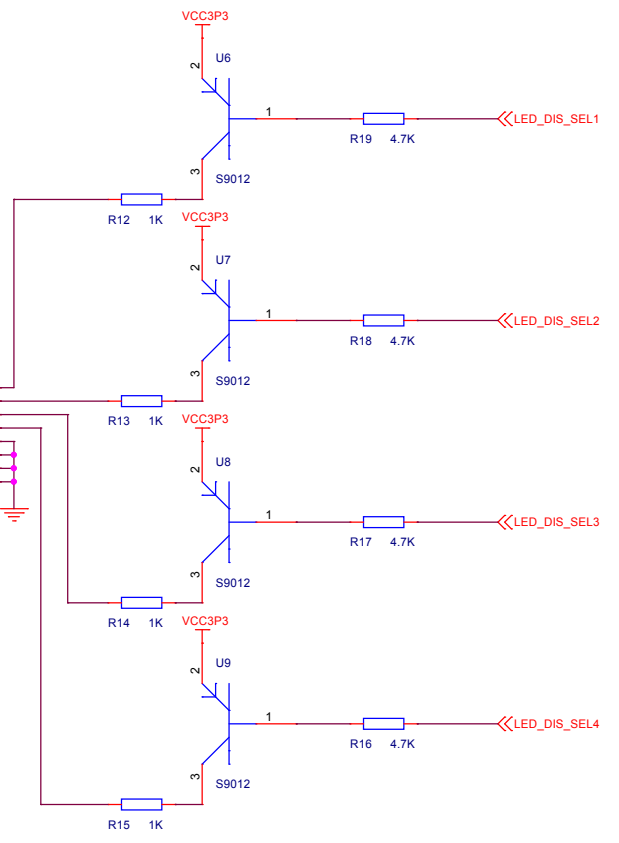 VCC3P3
2
U6
1
LED_DIS_SEL1
R19 4.7K
3
S9012
R12 1K
VCC3P3
2
U7
1
LED_DIS_SEL2
R18 4.7K
3
S9012
R13 1K
VCC3P3
2
U8
1
LED_DIS_SEL3
R17 4.7K
3
S9012
R14 1K
VCC3P3
2
U9
1
LED_DIS_SEL4
R16 4.7K
3
S9012
R15 1K